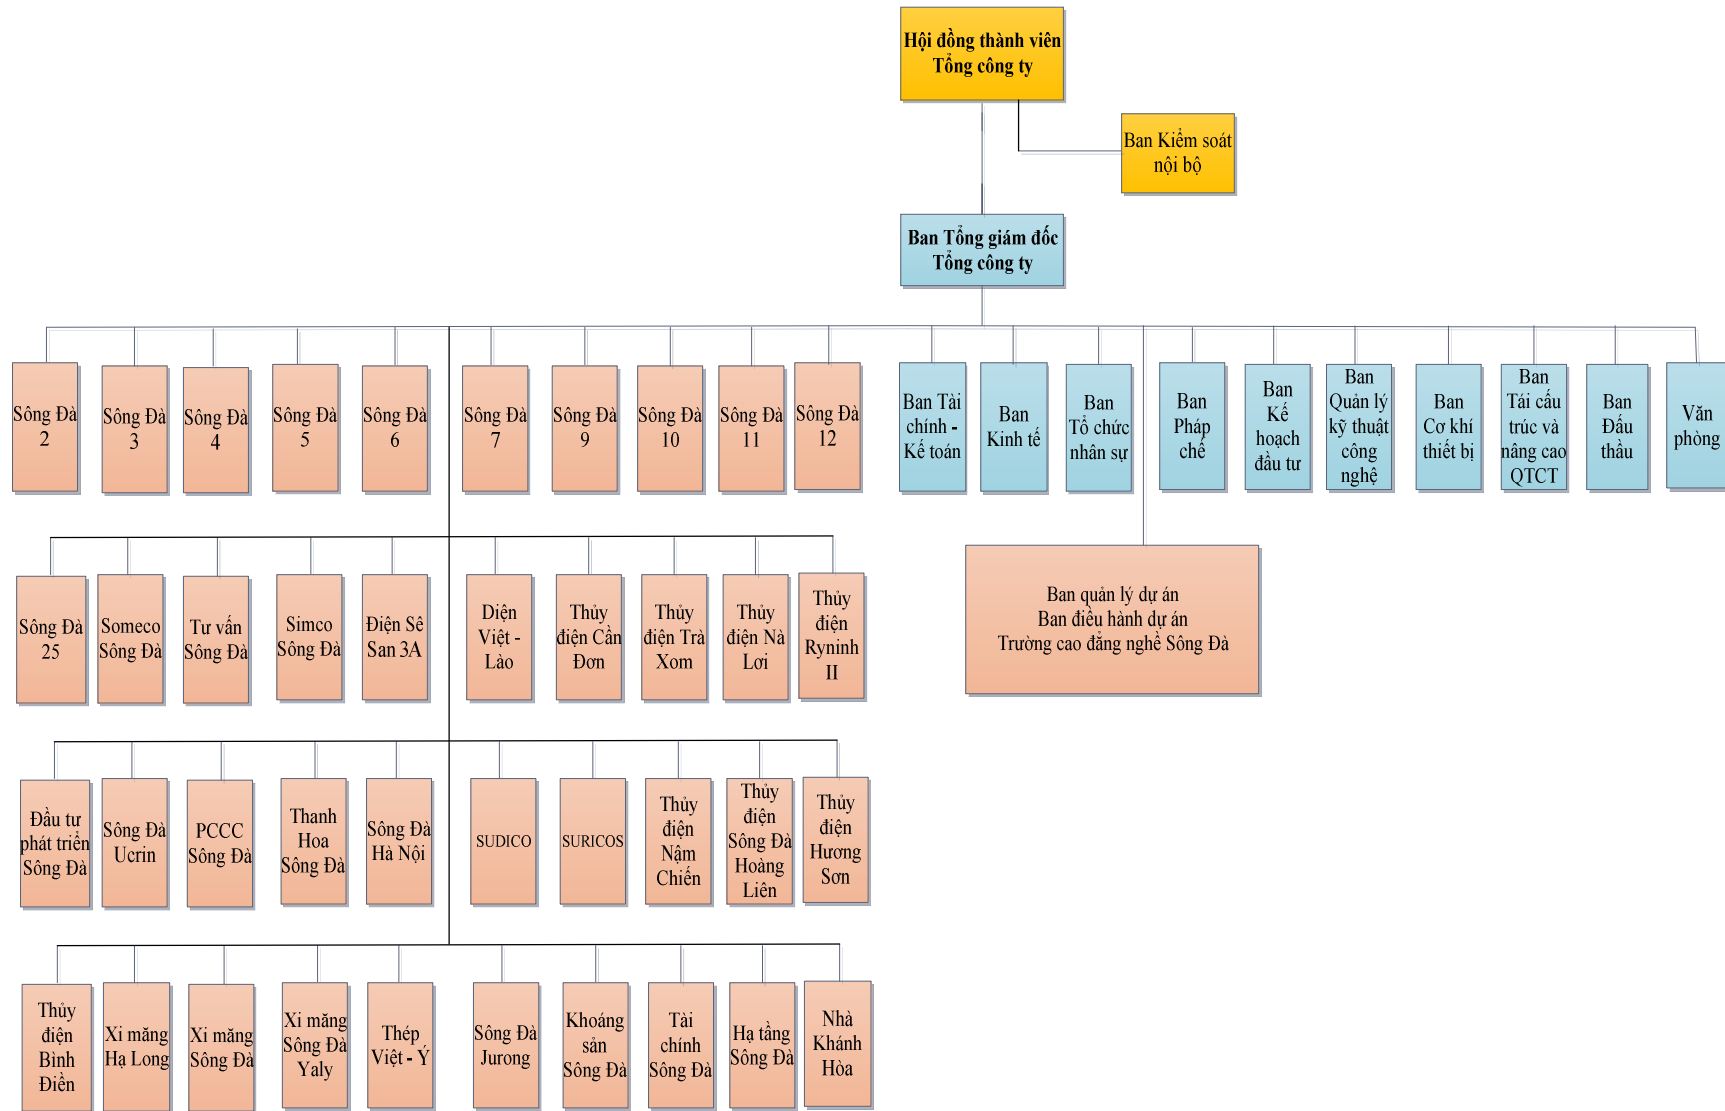 Hội đồng thành viên
Tổng công ty
Ban Kiểm soát
nội bộ
Ban Tổng giám đốc
Tổng công ty
Sông Đà
2
Sông Đà
3
Sông Đà
4
Sông Đà
5
Sông Đà
6
Sông Đà
7
Sông Đà
9
Sông Đà
10
Sông Đà
11
Sông Đà
12
Ban Tài
chính -
Kế toán
Ban
Kinh tế
Ban
Tổ chức
nhân sự
Ban
Pháp
chế
Ban
Kế
hoạch
đầu tư
Ban
Quản lý
kỹ thuật
công
nghệ
Ban
Cơ khí
thiết bị
Ban
Tái cấu
trúc và
nâng cao
QTCT
Ban
Đấu
thầu
Văn
phòng
Sông Đà
25
Someco
Sông Đà
Tư vấn
Sông Đà
Simco
Sông Đà
Điện Sê
San 3A
Diện
Việt -
Lào
Thủy
điện Cần
Đơn
Thủy
điện Trà
Xom
Thủy
điện Nà
Lơi
Thủy
điện
Ryninh
II
Ban quản lý dự án
Ban điều hành dự án
Trường cao đẳng nghề Sông Đà
Đầu tư
phát triển
Sông Đà
Sông Đà
Ucrin
PCCC
Sông Đà
Thanh
Hoa
Sông Đà
Sông Đà
Hà Nội
SUDICO
SURICOS
Thủy
điện
Nậm
Chiến
Thủy
điện
Sông Đà
Hoàng
Liên
Thủy
điện
Hương
Sơn
Thủy
điện
Bình
Điền
Xi măng
Hạ Long
Xi măng
Sông Đà
Xi măng
Sông Đà
Yaly
Thép
Việt - Ý
Sông Đà
Jurong
Khoáng
sản
Sông Đà
Tài
chính
Sông Đà
Hạ tầng
Sông Đà
Nhà
Khánh
Hòa